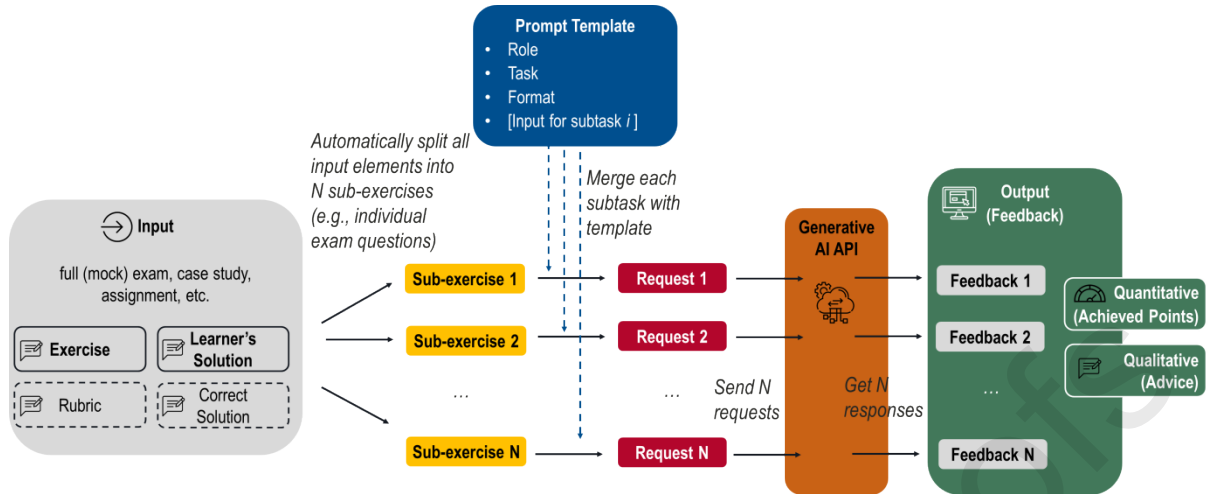 Prompt Template
• Role
• Task
• Format
• [Input for subtask i ]
Automatically split all
input elements into
N sub-exercises
(e.g., individual
exam questions)
Merge each
subtask with
template
Input
full (mock) exam, case study,
assignment, etc.
Exercise
Learner's
Solution
Rubric
Correct
Solution
Sub-exercise 1
Sub-exercise 2
…
Sub-exercise N
Request 1
Request 2
…
Request N
Send N
requests
Generative
AI API
Get N
responses
Output
(Feedback)
Feedback 1
Feedback 2
…
Feedback N
Quantitative
(Achieved Points)
Qualitative
(Advice)
ofs